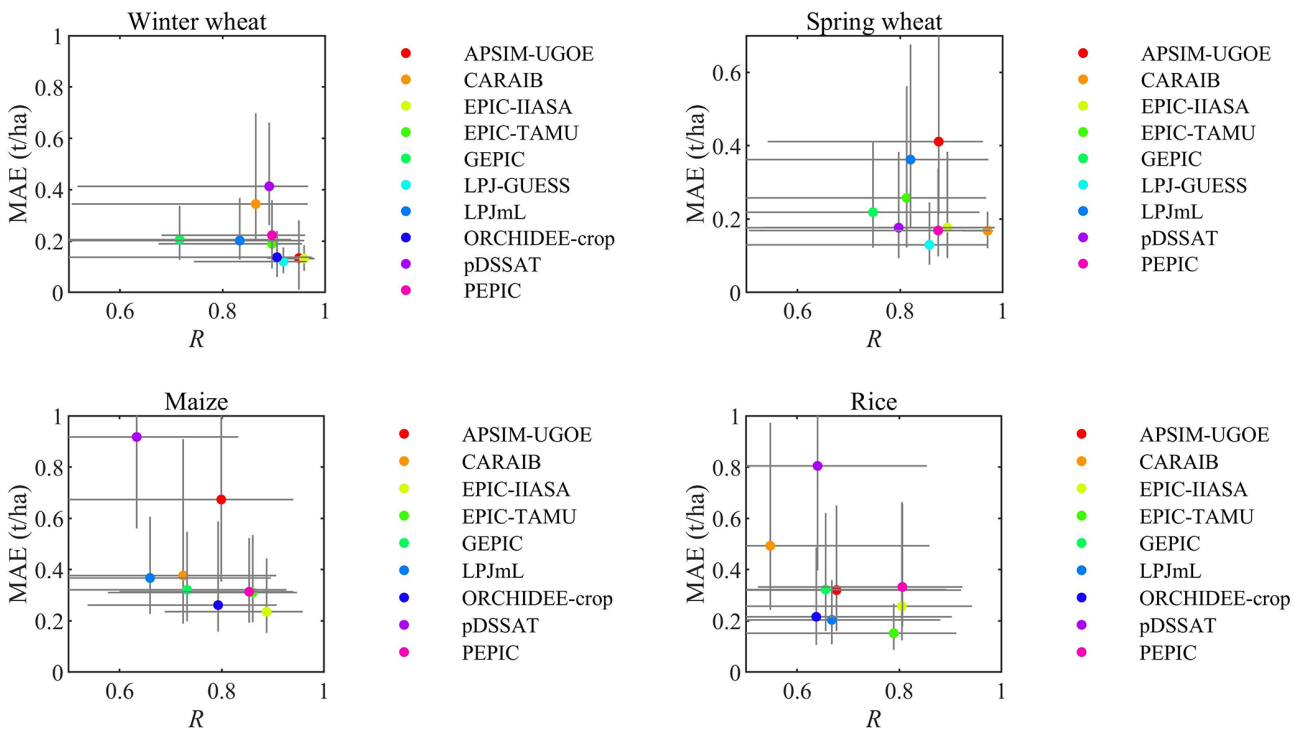 Winter wheat
MAE (t/ha)
1
0.8
0.6
0.4
0.2
0
0.6
0.8
1
R
APSIM-UGOE
CARAIB
EPIC-IIASA
EPIC-TAMU
GEPIC
LPJ-GUESS
LPJmL
ORCHIDEE-crop
pDSSAT
PEPIC
Spring wheat
MAE (t/ha)
0.6
0.4
0.2
0
0.6
0.8
1
R
APSIM-UGOE
CARAIB
EPIC-IIASA
EPIC-TAMU
GEPIC
LPJ-GUESS
LPJmL
pDSSAT
PEPIC
Maize
MAE (t/ha)
1
0.8
0.6
0.4
0.2
0
0.6
0.8
1
R
APSIM-UGOE
CARAIB
EPIC-IIASA
EPIC-TAMU
GEPIC
LPJmL
ORCHIDEE-crop
pDSSAT
PEPIC
Rice
MAE (t/ha)
1
0.8
0.6
0.4
0.2
0
0.6
0.8
1
R
APSIM-UGOE
CARAIB
EPIC-IIASA
EPIC-TAMU
GEPIC
LPJmL
ORCHIDEE-crop
pDSSAT
PEPIC